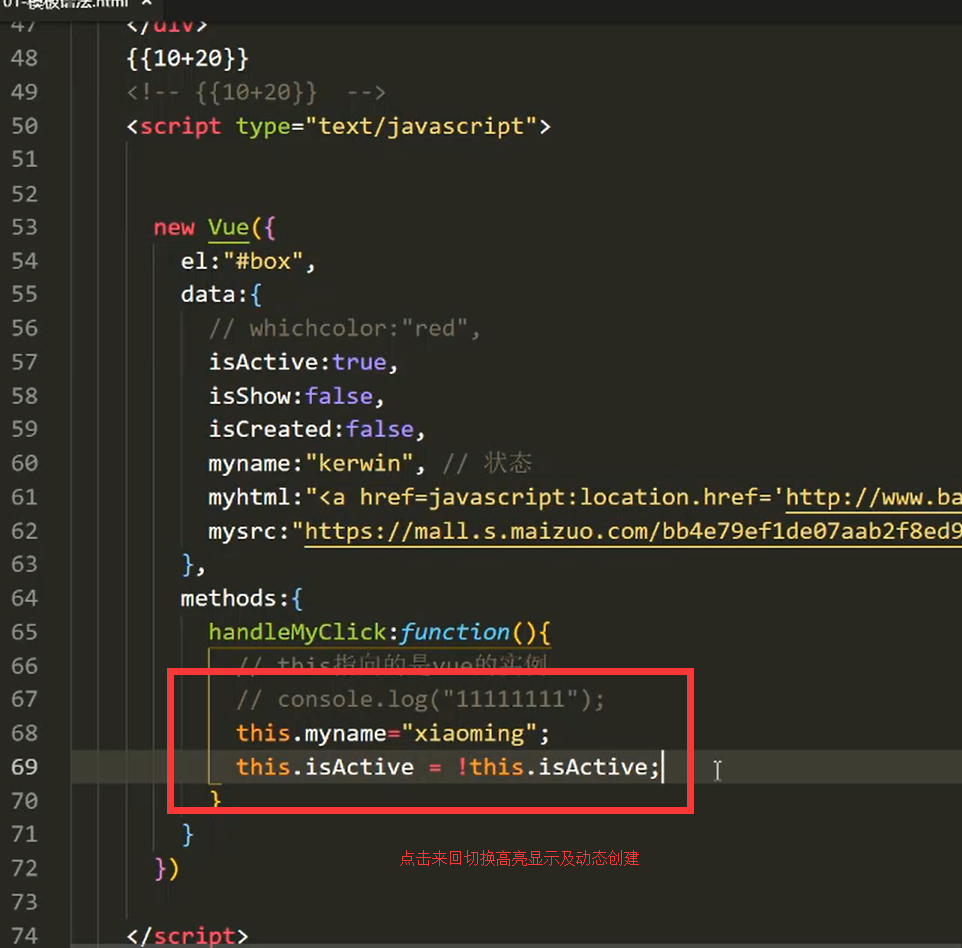 01-模板语法.html ×
47 </div>
48 {{10+20}}
49 <!-- {{10+20}}  -->
50 <script type="text/javascript">
51
52
53 new Vue({
54 el:"#box",
55 data:{
56 // whichcolor:"red",
57 isActive:true,
58 isShow:false,
59 isCreated:false,
60 myname:"kerwin", // 状态
61 myhtml:"<a href=javascript:location.href='http://www.ba
62 mysrc:"https://mall.s.maizuo.com/bb4e79ef1de07aab2f8ed9
63 },
64 methods:{
65 handleMyClick:function(){
66 // this指向的是vue的实例
67 // console.log("11111111");
68 this.myname="xiaoming";
69 this.isActive = !this.isActive;
70 }
71 }
点击来回切换高亮显示及动态创建
72 })
73
74 </script>